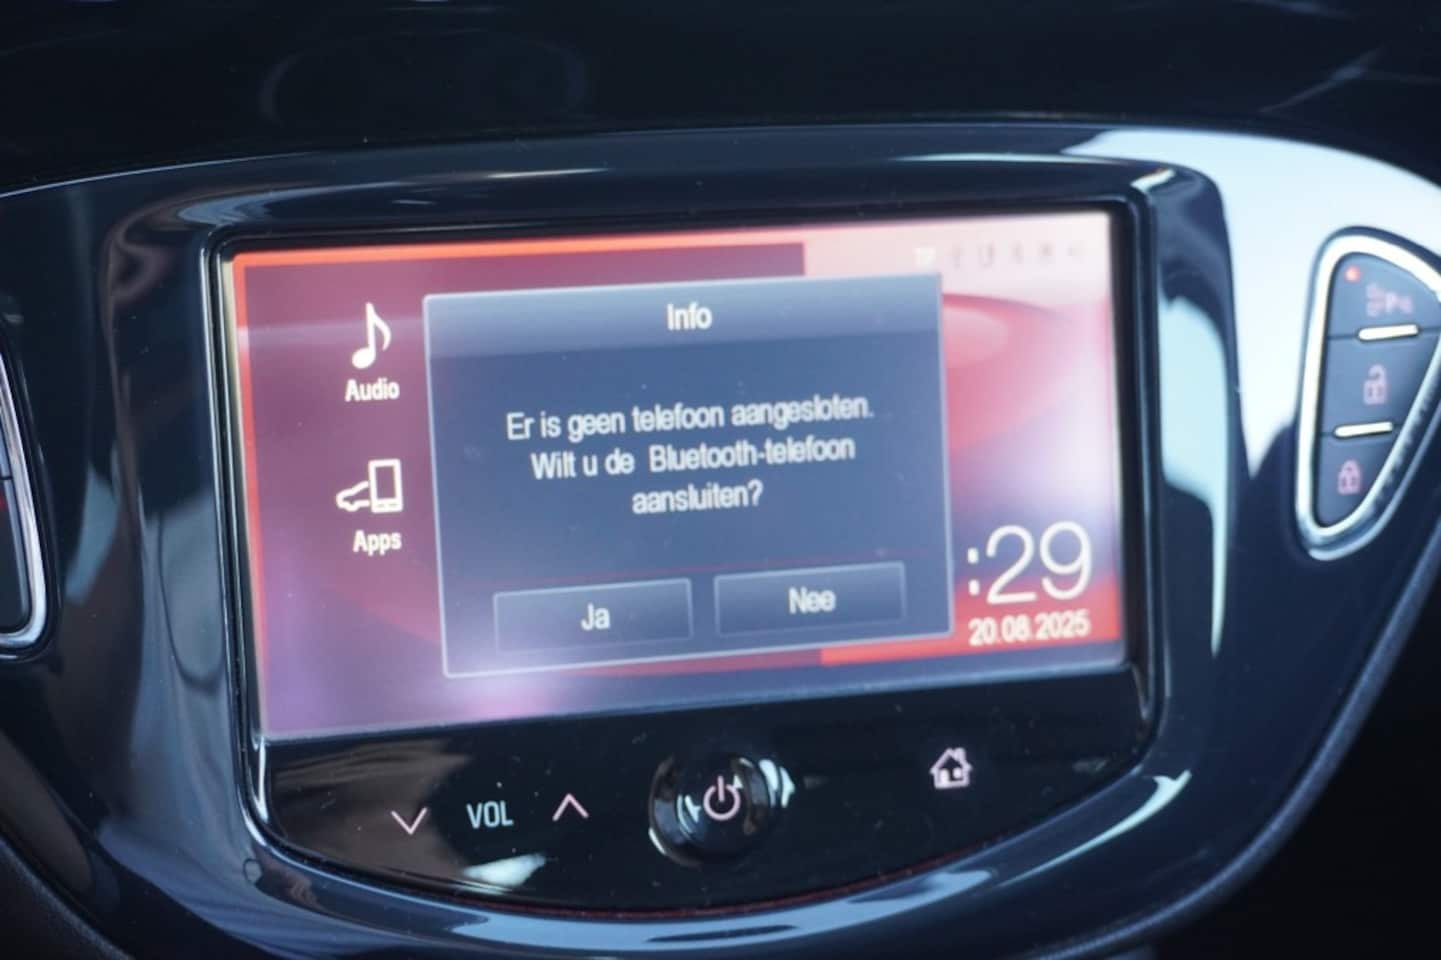 TP
Info
Audio
Er is geen telefoon aangesloten.
Wilt u de Bluetooth-telefoon
aansluiten?
Apps
:29
20.08.2025
Ja
Nee
VOL